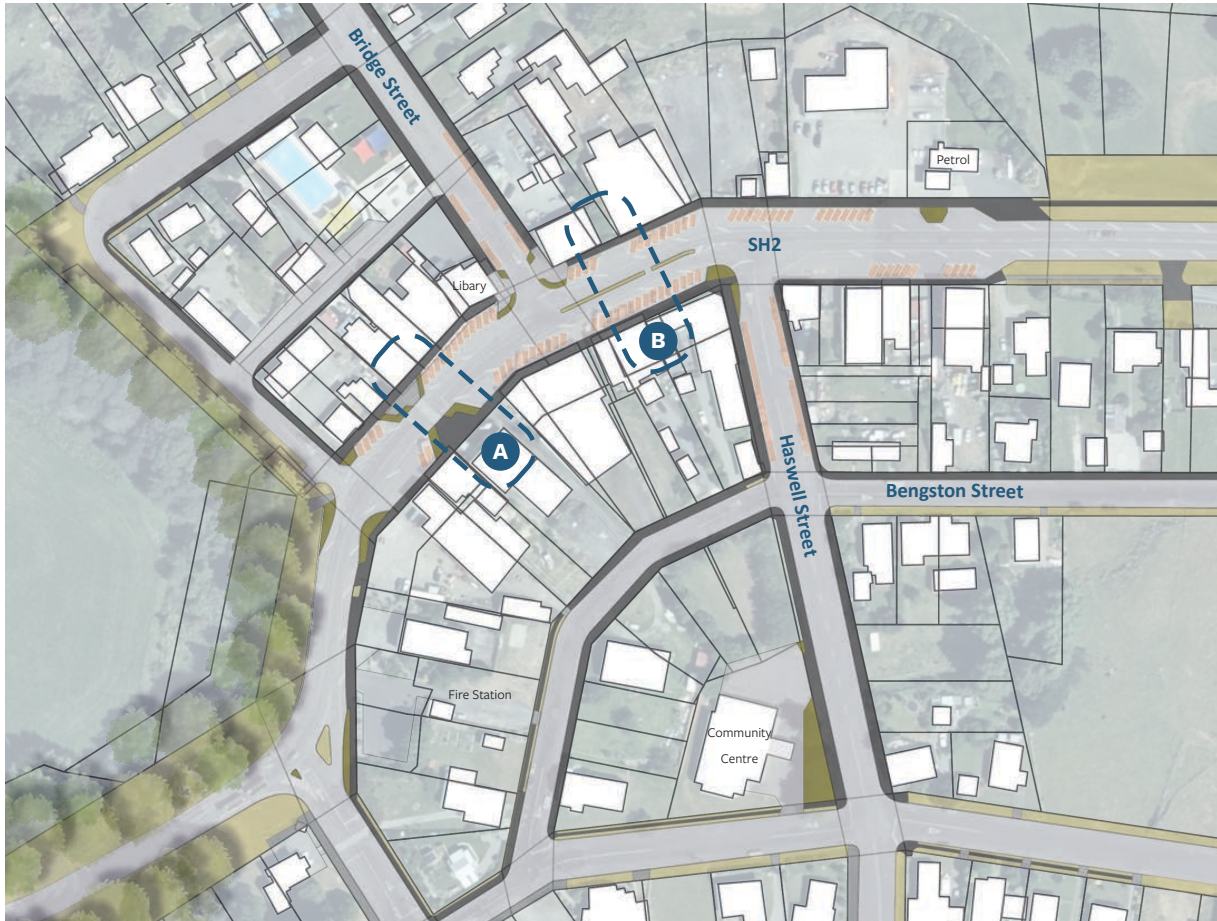 Bridge Street
Petrol
SH2
Libary
B
A
Haswell Street
Bengston Street
Fire Station
Community
Centre